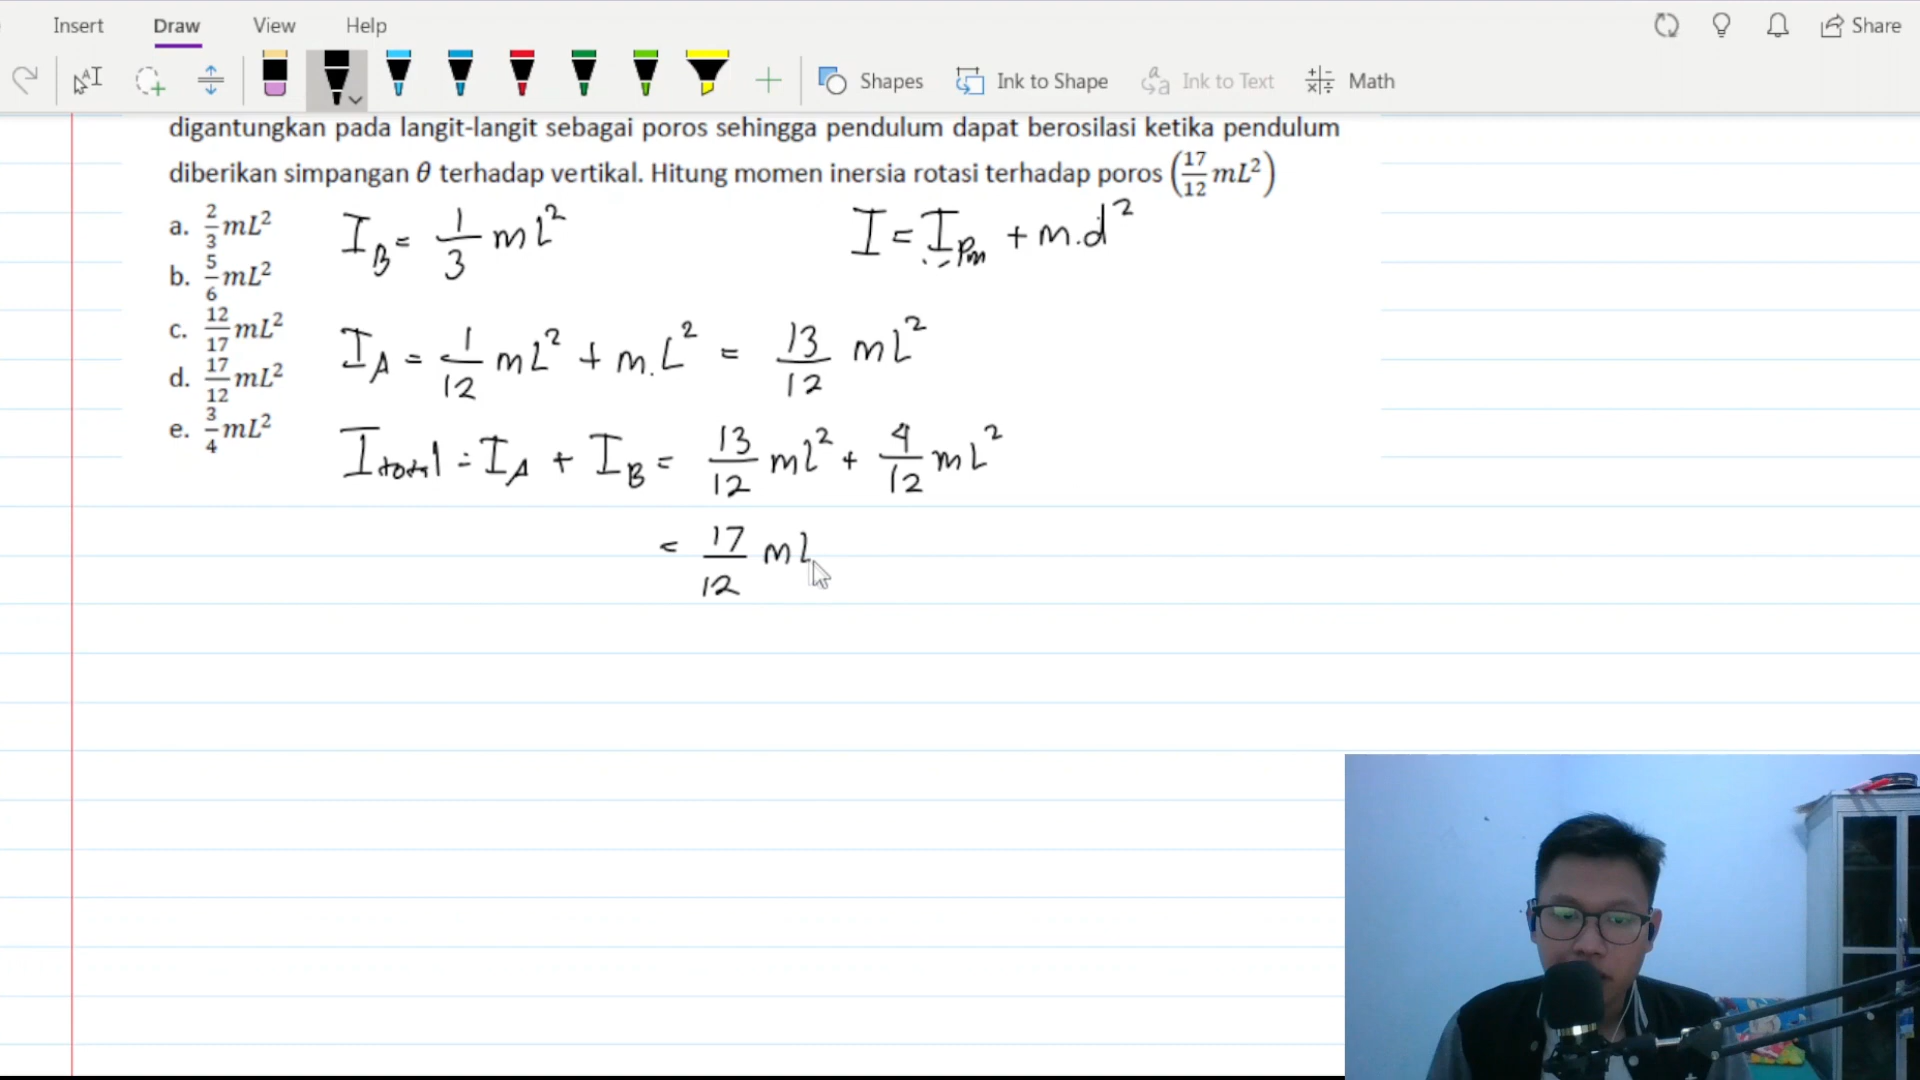 Insert Draw View Help Share
Shapes Ink to Shape Ink to Text Math
digantungkan pada langit-langit sebagai poros sehingga pendulum dapat berosilasi ketika pendulum
diberikan simpangan θ terhadap vertikal. Hitung momen inersia rotasi terhadap poros (17/12 mL²)
a. 2/3 mL²
b. 5/6 mL²
c. 12/17 mL²
d. 17/12 mL²
e. 3/4 mL²
I_B = 1/3 mL²
I = I_Pm + m.d²
I_A = 1/12 mL² + m.L² = 13/12 mL²
I_total = I_A + I_B = 13/12 mL² + 4/12 mL²
= 17/12 mL